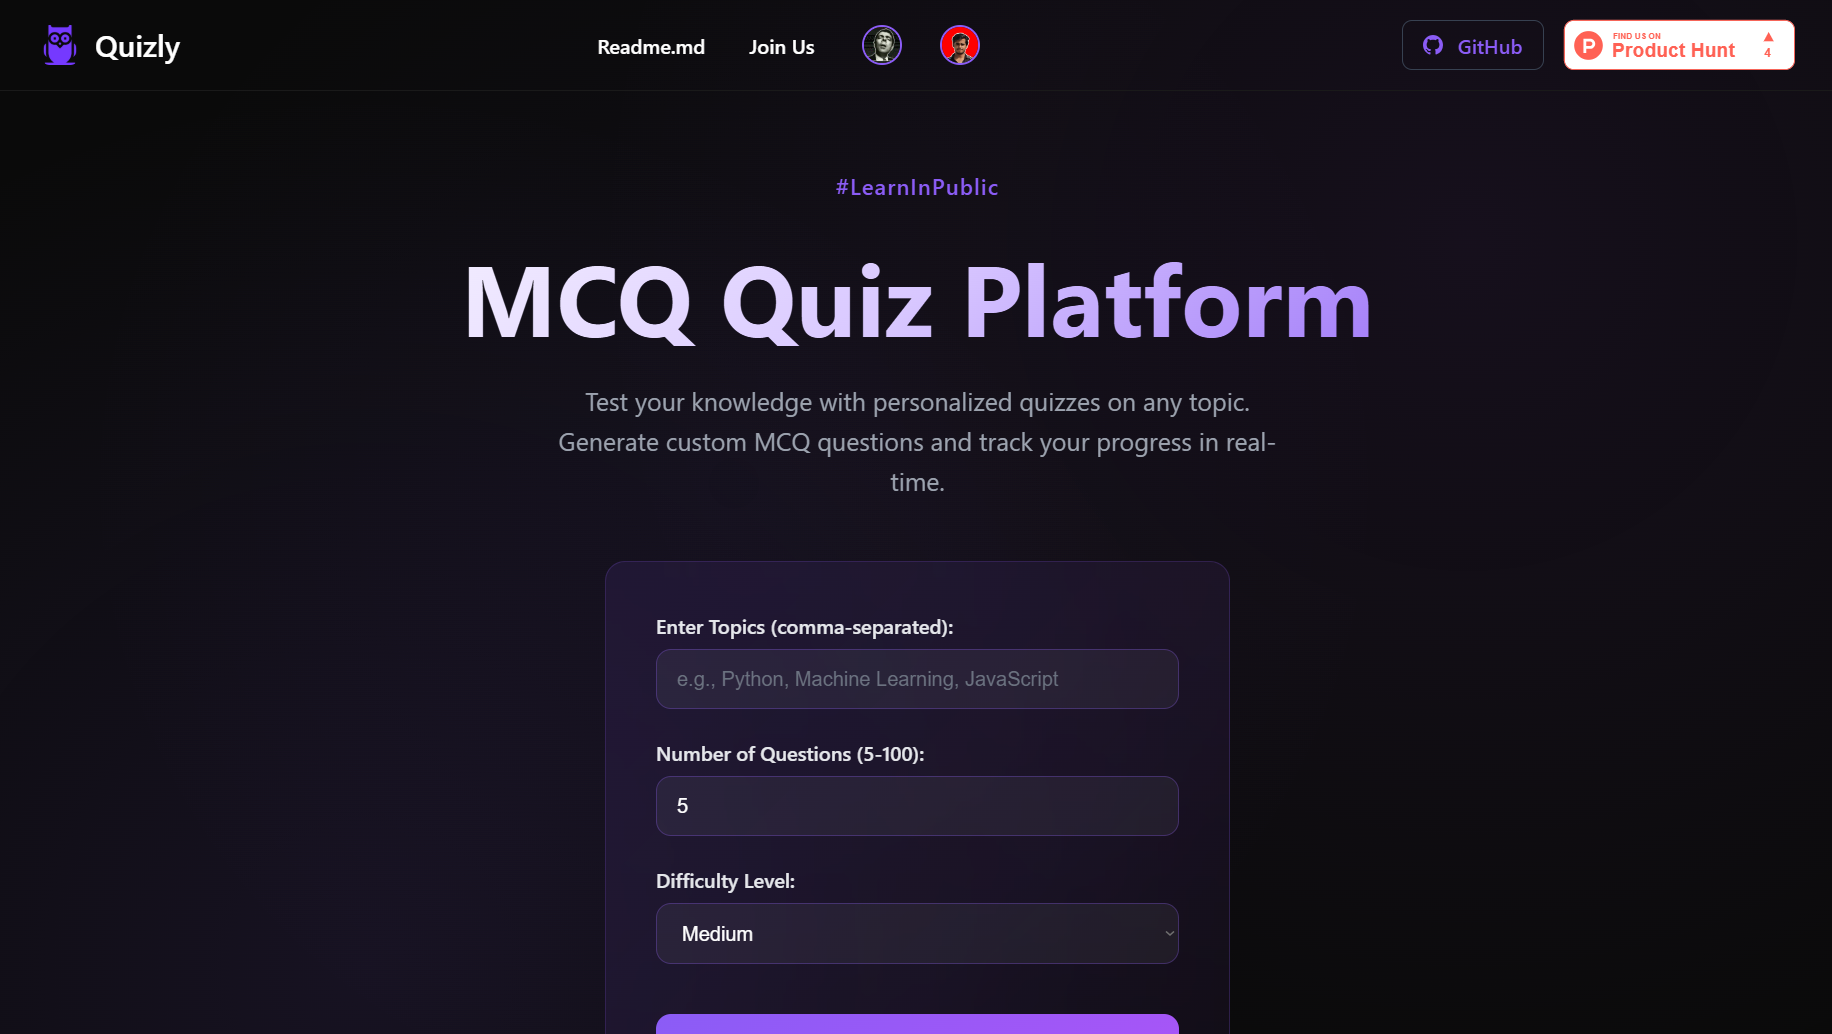 Quizly
Readme.md
Join Us
GitHub
P
FIND US ON
Product Hunt
▲
4
#LearnInPublic
MCQ Quiz Platform
Test your knowledge with personalized quizzes on any topic.
Generate custom MCQ questions and track your progress in real-
time.
Enter Topics (comma-separated):
e.g., Python, Machine Learning, JavaScript
Number of Questions (5-100):
5
Difficulty Level:
Medium